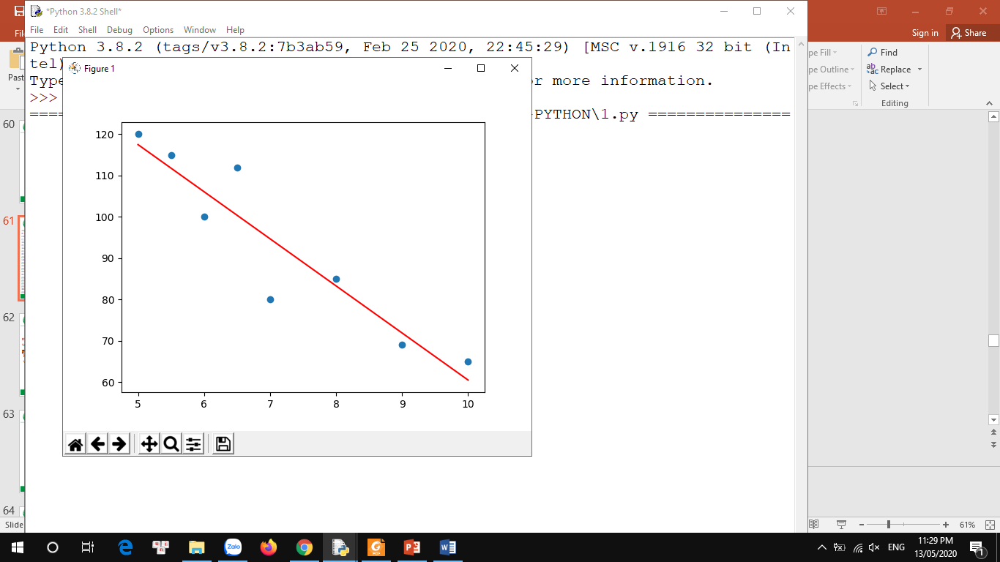 *Python 3.8.2 Shell*
File Edit Shell Debug Options Window Help
Python 3.8.2 (tags/v3.8.2:7b3ab59, Feb 25 2020, 22:45:29) [MSC v.1916 32 bit (In
tel)
Type
or more information.
>>>
=====
PYTHON\1.py ===============
Figure 1
120
110
100
90
80
70
60
5 6 7 8 9 10
Sign in Share
Fil
Past
pe Fill
pe Outline
pe Effects
Find
Replace
Select
Editing
60
61
62
63
64
Slide
61%
Zalo
PDF
ENG
11:29 PM
13/05/2020
1